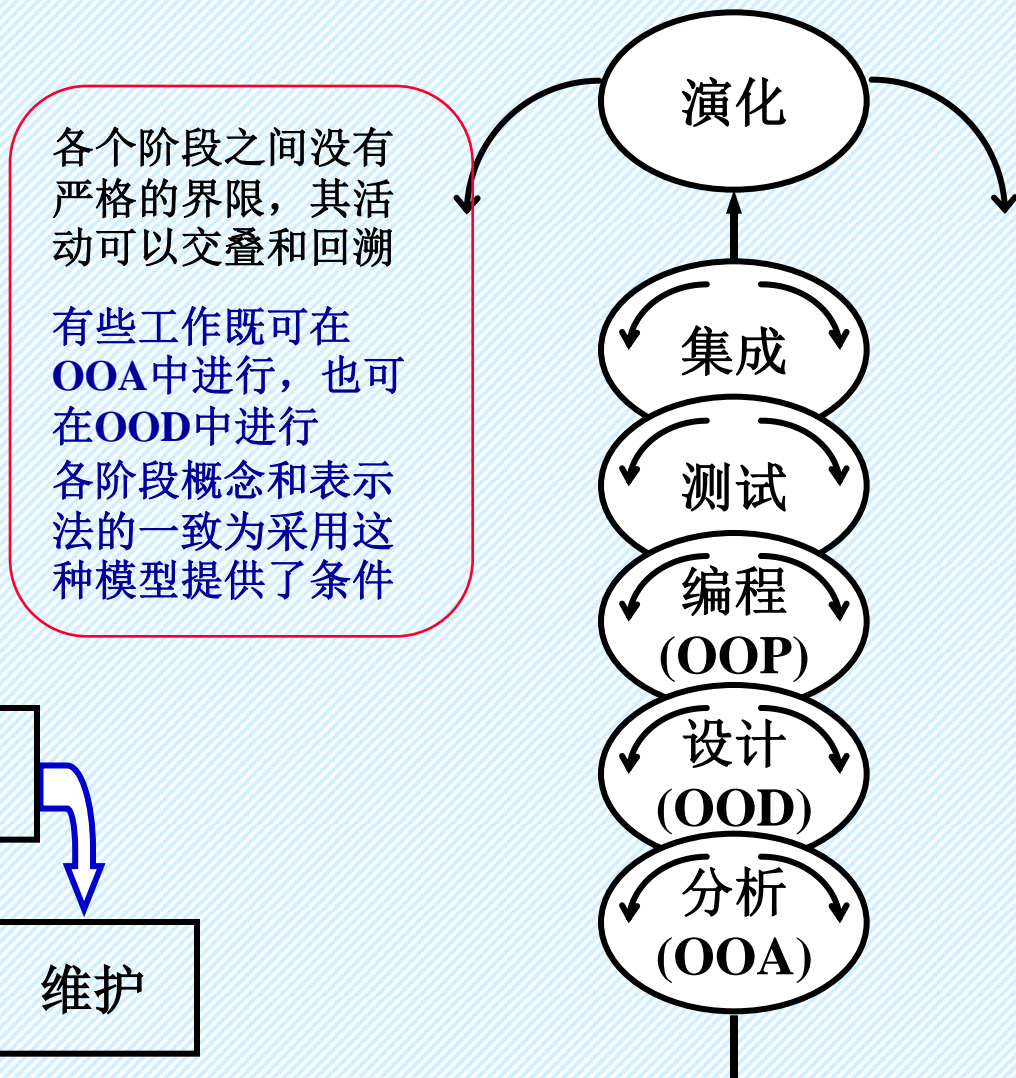 各个阶段之间没有
严格的界限，其活
动可以交叠和回溯
有些工作既可在
OOA中进行，也可
在OOD中进行
各阶段概念和表示
法的一致为采用这
种模型提供了条件
维护
演化
集成
测试
编程
(OOP)
设计
(OOD)
分析
(OOA)